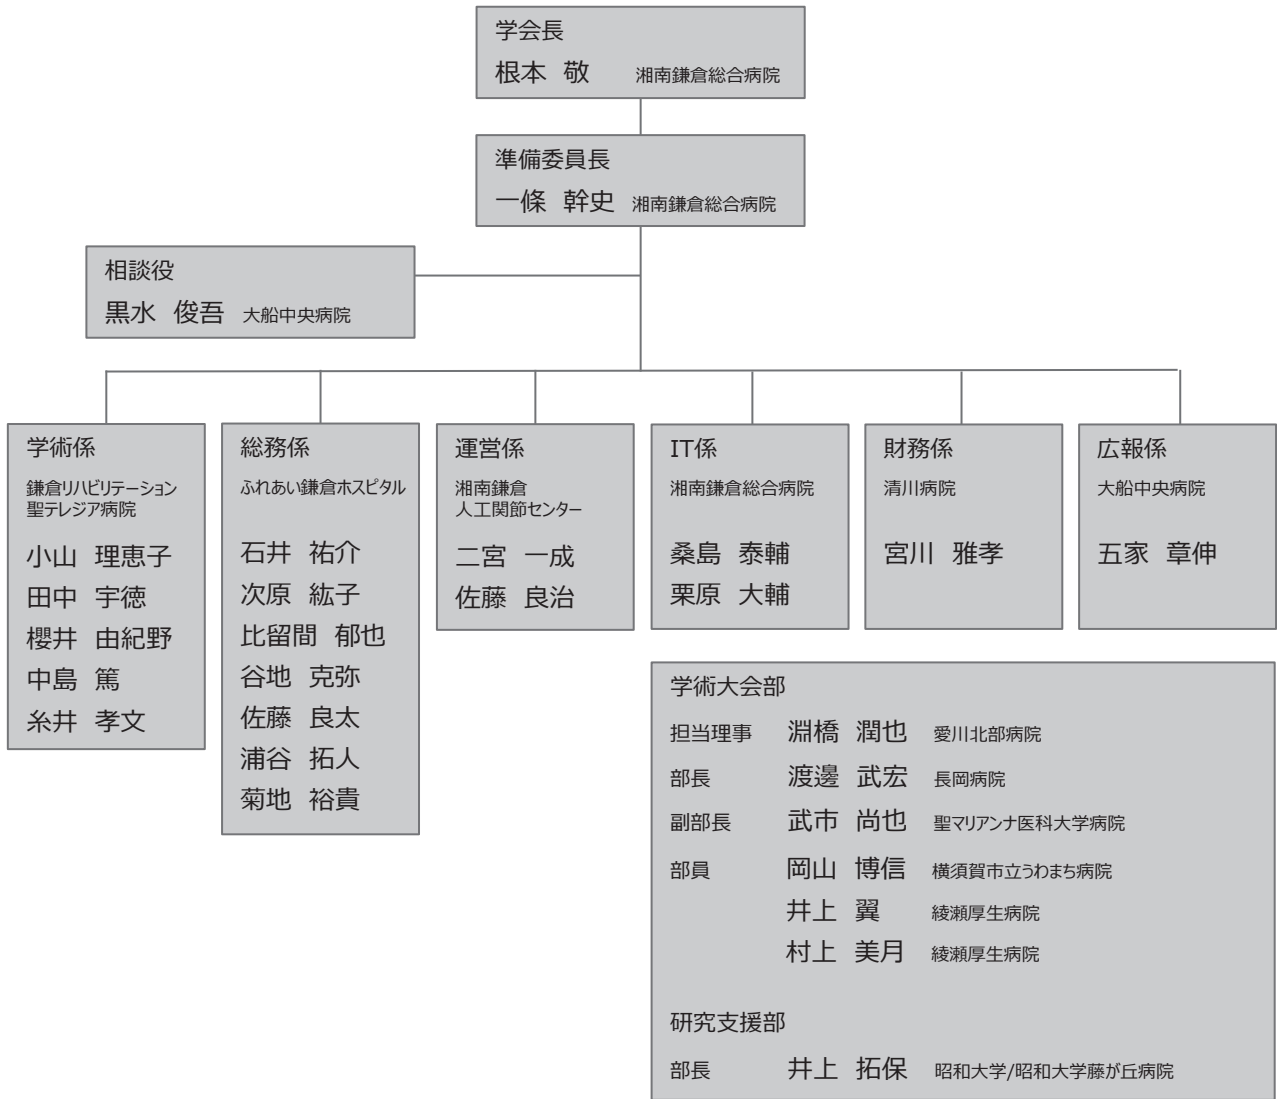 学会長
根本 敬 湘南鎌倉総合病院
準備委員長
一條 幹史 湘南鎌倉総合病院
相談役
黒水 俊吾 大船中央病院
学術係
鎌倉リハビリテーション
聖テレジア病院
小山 理恵子
田中 宇徳
櫻井 由紀野
中島 篤
糸井 孝文
総務係
ふれあい鎌倉ホスピタル
石井 祐介
次原 紘子
比留間 郁也
谷地 克弥
佐藤 良太
浦谷 拓人
菊地 裕貴
運営係
湘南鎌倉
人工関節センター
二宮 一成
佐藤 良治
IT係
湘南鎌倉総合病院
桑島 泰輔
栗原 大輔
財務係
清川病院
宮川 雅孝
広報係
大船中央病院
五家 章伸
学術大会部
担当理事 淵橋 潤也 愛川北部病院
部長 渡邊 武宏 長岡病院
副部長 武市 尚也 聖マリアンナ医科大学病院
部員 岡山 博信 横須賀市立うわまち病院
井上 翼 綾瀬厚生病院
村上 美月 綾瀬厚生病院
研究支援部
部長 井上 拓保 昭和大学/昭和大学藤が丘病院